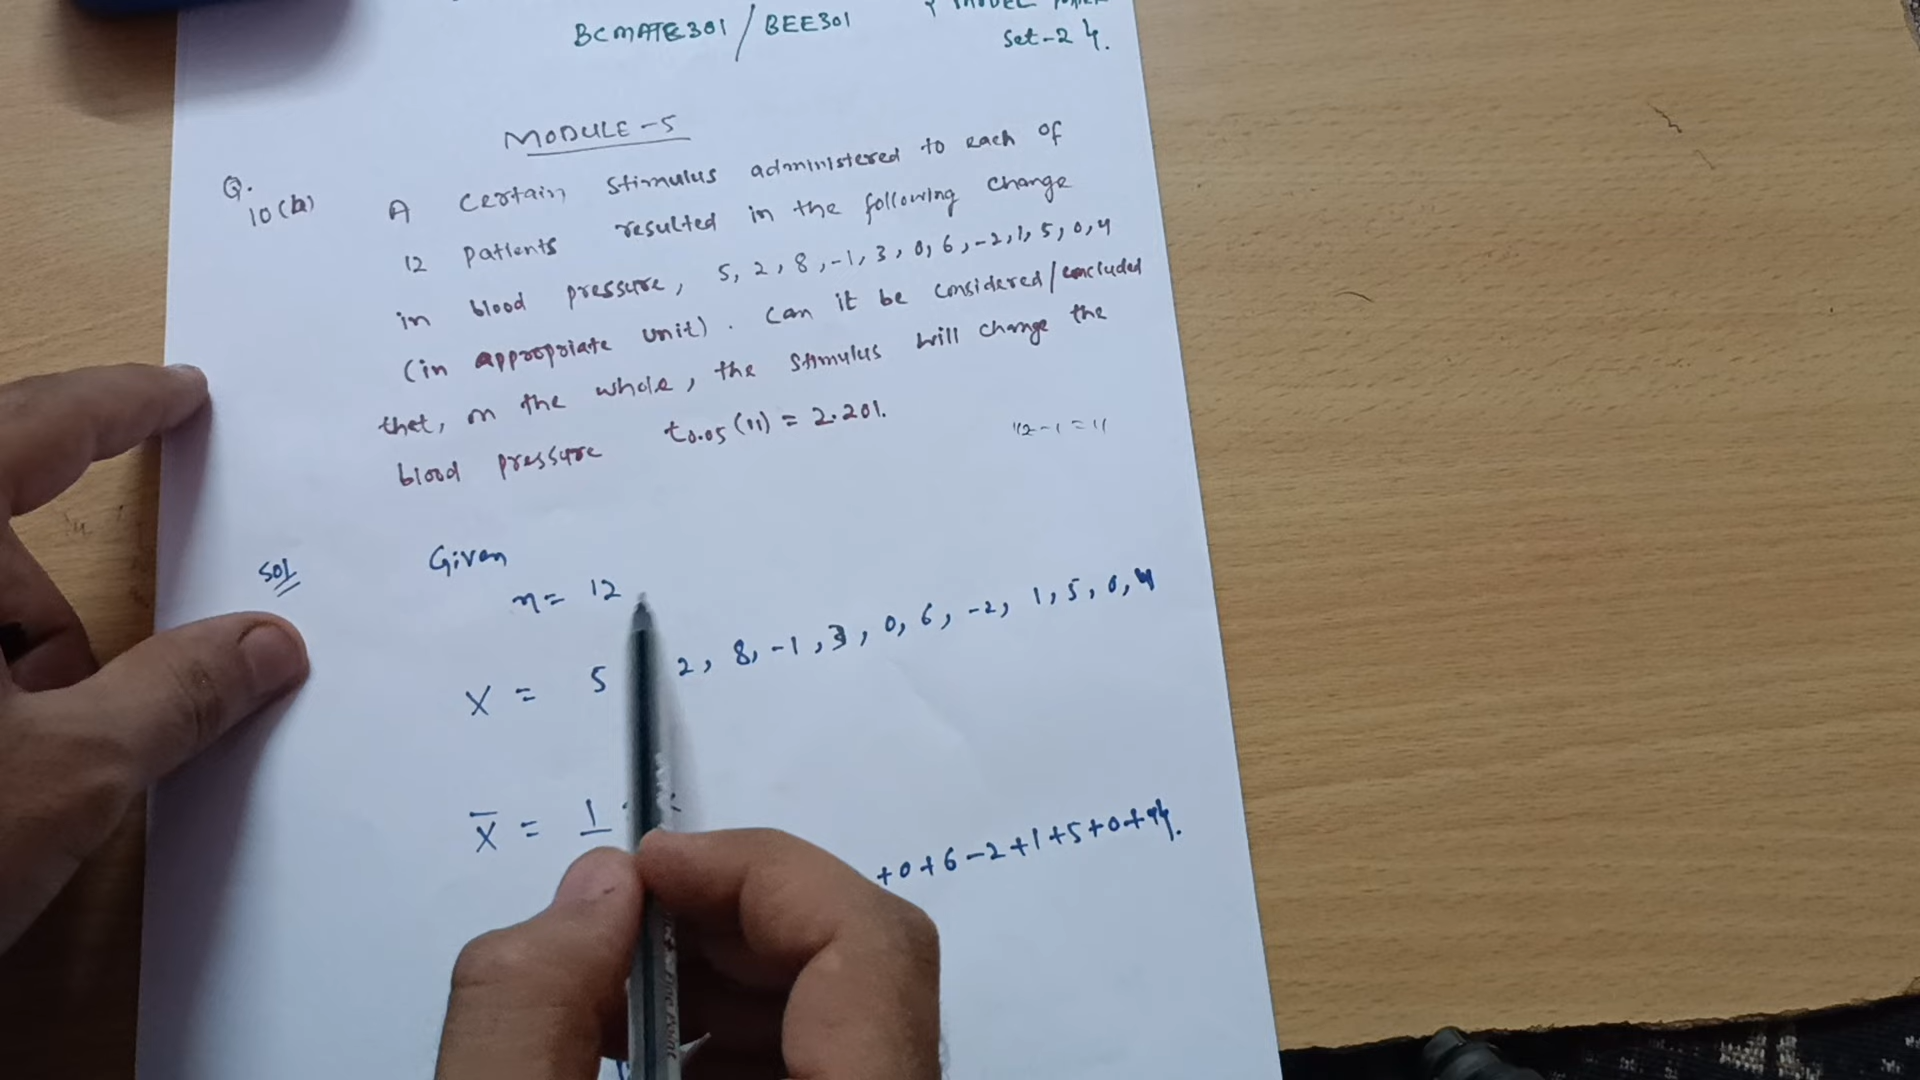 BCMATE301 / BEE301
MODEL
Set-2
MODULE-5
Q.
10(b) A certain stimulus administered to each of
12 patients resulted in the following change
in blood pressure, 5, 2, 8, -1, 3, 0, 6, -2, 1, 5, 0, 4
(in appropriate unit). Can it be considered/concluded
that, on the whole, the stimulus will change the
blood pressure t0.05 (11) = 2.201.
12-1 = 11
Sol Given
n = 12
X = 5 2, 8, -1, 3, 0, 6, -2, 1, 5, 0, 4
X̄ = 1
+0+6-2+1+5+0+4}.